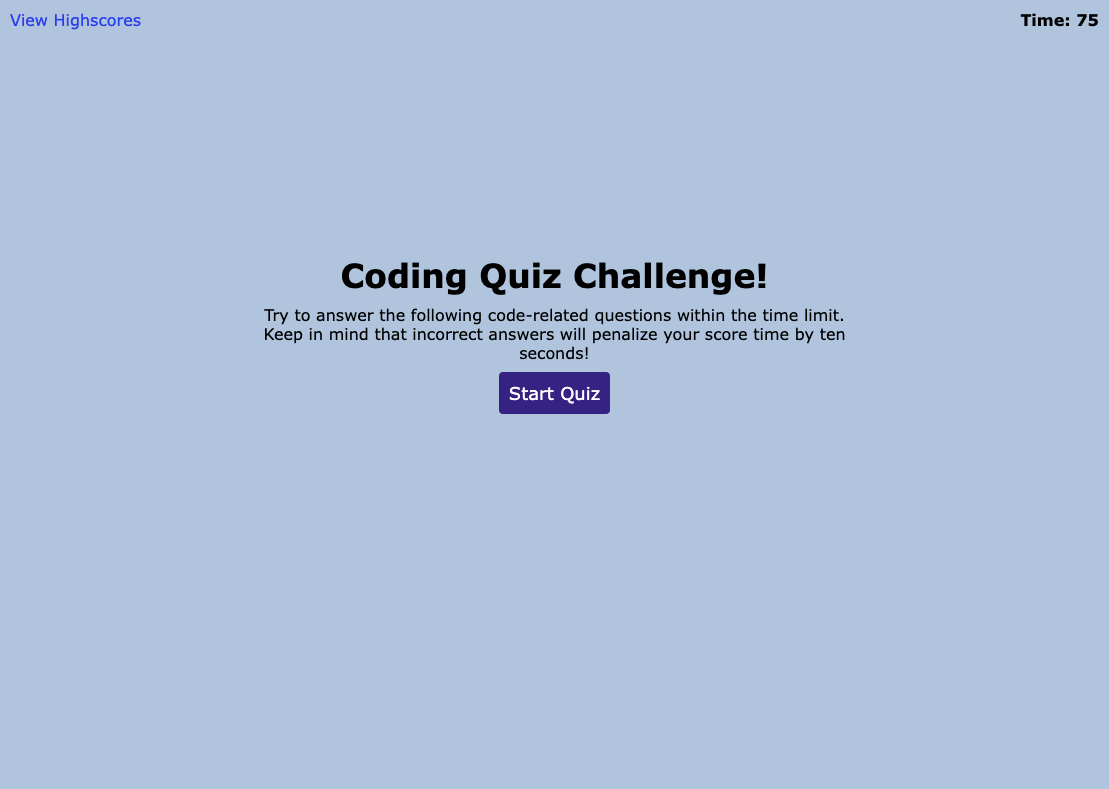 View Highscores
Time: 75
Coding Quiz Challenge!
Try to answer the following code-related questions within the time limit.
Keep in mind that incorrect answers will penalize your score time by ten
seconds!
Start Quiz